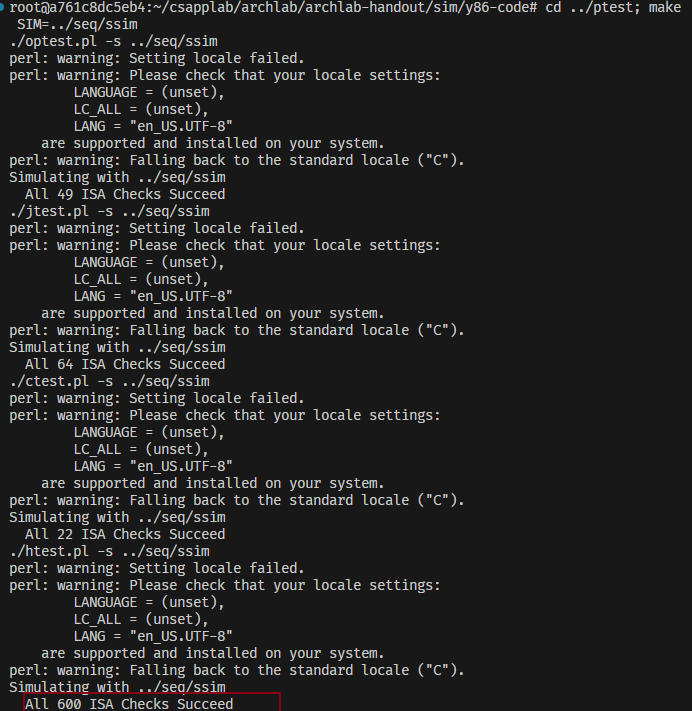 root@a761c8dc5eb4:~/csapplab/archlab/archlab-handout/sim/y86-code# cd ../ptest; make
SIM=../seq/ssim
./optest.pl -s ../seq/ssim
perl: warning: Setting locale failed.
perl: warning: Please check that your locale settings:
LANGUAGE = (unset),
LC_ALL = (unset),
LANG = "en_US.UTF-8"
are supported and installed on your system.
perl: warning: Falling back to the standard locale ("C").
Simulating with ../seq/ssim
All 49 ISA Checks Succeed
./jtest.pl -s ../seq/ssim
perl: warning: Setting locale failed.
perl: warning: Please check that your locale settings:
LANGUAGE = (unset),
LC_ALL = (unset),
LANG = "en_US.UTF-8"
are supported and installed on your system.
perl: warning: Falling back to the standard locale ("C").
Simulating with ../seq/ssim
All 64 ISA Checks Succeed
./ctest.pl -s ../seq/ssim
perl: warning: Setting locale failed.
perl: warning: Please check that your locale settings:
LANGUAGE = (unset),
LC_ALL = (unset),
LANG = "en_US.UTF-8"
are supported and installed on your system.
perl: warning: Falling back to the standard locale ("C").
Simulating with ../seq/ssim
All 22 ISA Checks Succeed
./htest.pl -s ../seq/ssim
perl: warning: Setting locale failed.
perl: warning: Please check that your locale settings:
LANGUAGE = (unset),
LC_ALL = (unset),
LANG = "en_US.UTF-8"
are supported and installed on your system.
perl: warning: Falling back to the standard locale ("C").
Simulating with ../seq/ssim
All 600 ISA Checks Succeed